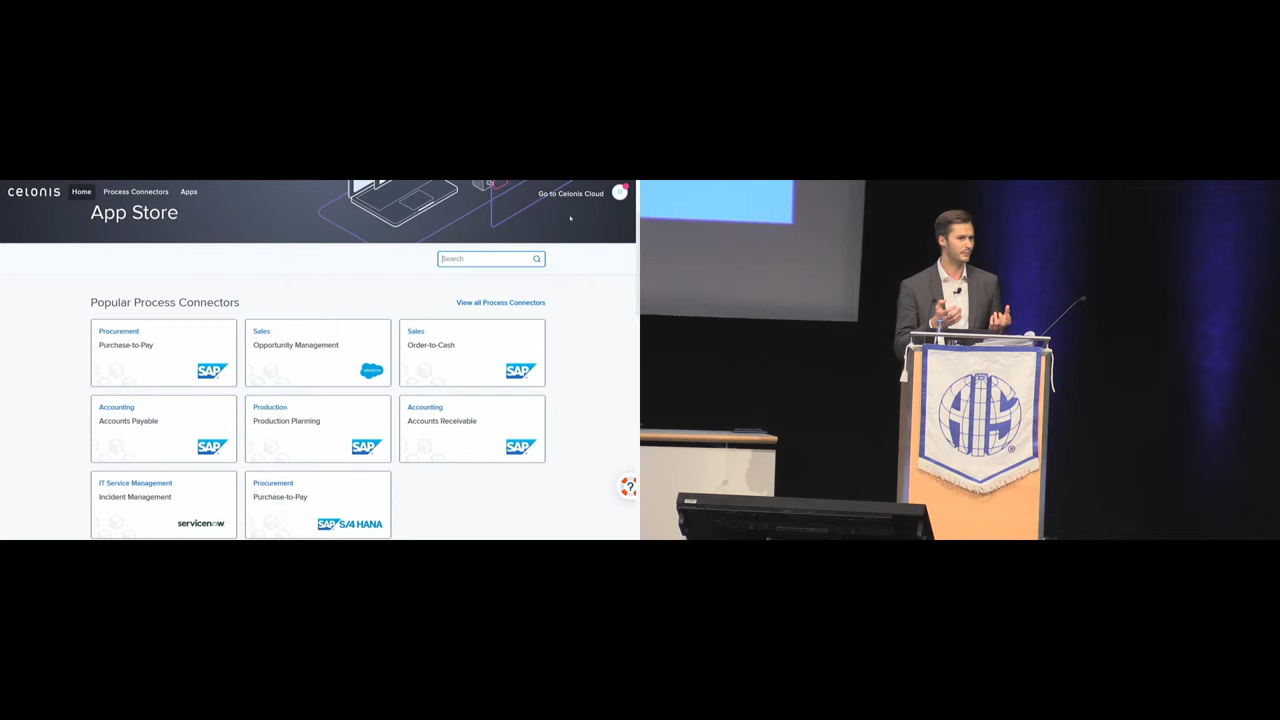 celonis Home Process Connectors Apps Go to Celonis Cloud
App Store
Search
Popular Process Connectors View all Process Connectors
Procurement
Purchase-to-Pay
SAP
Sales
Opportunity Management
salesforce
Sales
Order-to-Cash
SAP
Accounting
Accounts Payable
SAP
Production
Production Planning
SAP
Accounting
Accounts Receivable
SAP
IT Service Management
Incident Management
servicenow
Procurement
Purchase-to-Pay
SAP S/4 HANA
?
®